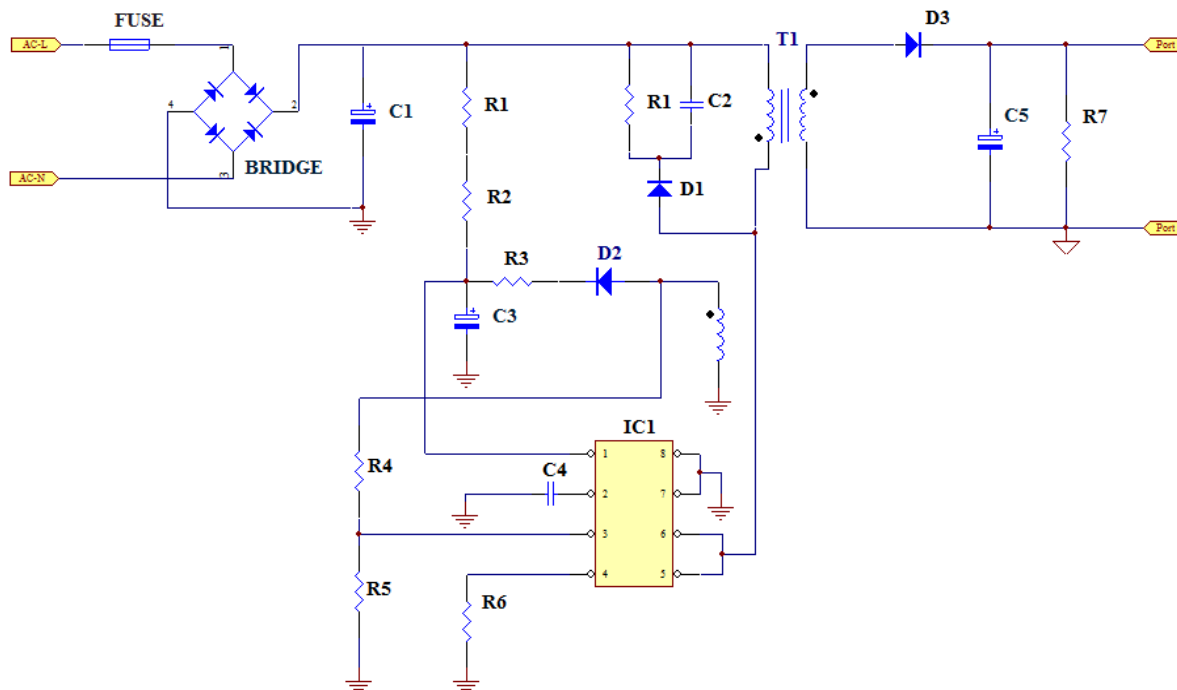 FUSE
AC-L
1
4
2
3
AC-N
BRIDGE
+
C1
R1
R2
R1
C2
D1
T1
D3
Port
+
C5
R7
Port
R3
D2
+
C3
IC1
R4
C4
R5
R6
1
2
3
4
8
7
6
5